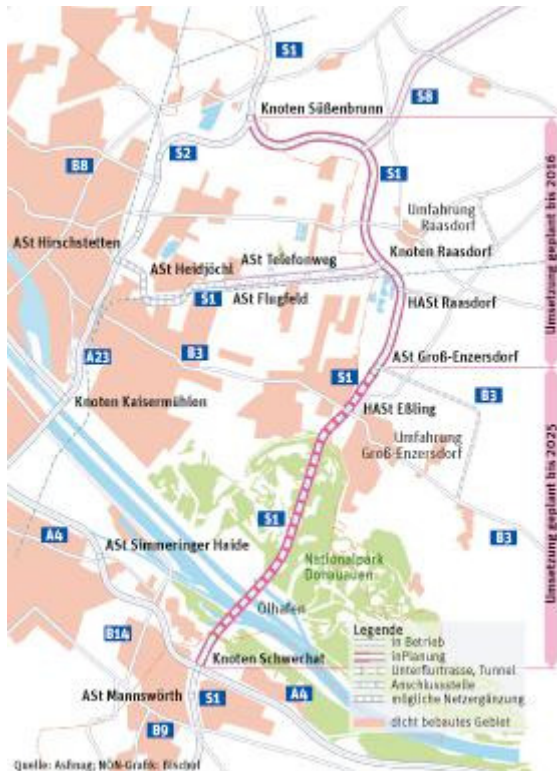 S1
Knoten Süßenbrunn
S8
S2
B8
S1
Umfahrung
Raasdorf
ASt Hirschstetten
Knoten Raasdorf
ASt Telefonweg
ASt Heidjöchl
ASt Flugfeld
S1
HASt Raasdorf
Umsetzung geplant bis 2016
A23
B3
S1
ASt Groß-Enzersdorf
B3
Knoten Kaisermühlen
HASt Eßling
Umfahrung
Groß-Enzersdorf
S1
B3
A4
ASt Simmeringer Haide
Nationalpark
Donauauen
Umsetzung geplant bis 2025
Ölhafen
B14
Knoten Schwechat
A4
ASt Mannswörth
S1
B9
Legende
in Betrieb
in Planung
Unterflurtrasse, Tunnel
Anschlussstelle
mögliche Netzergänzung
dicht bebautes Gebiet
Quelle: Asfinag; NÖN-Grafik: Bischof